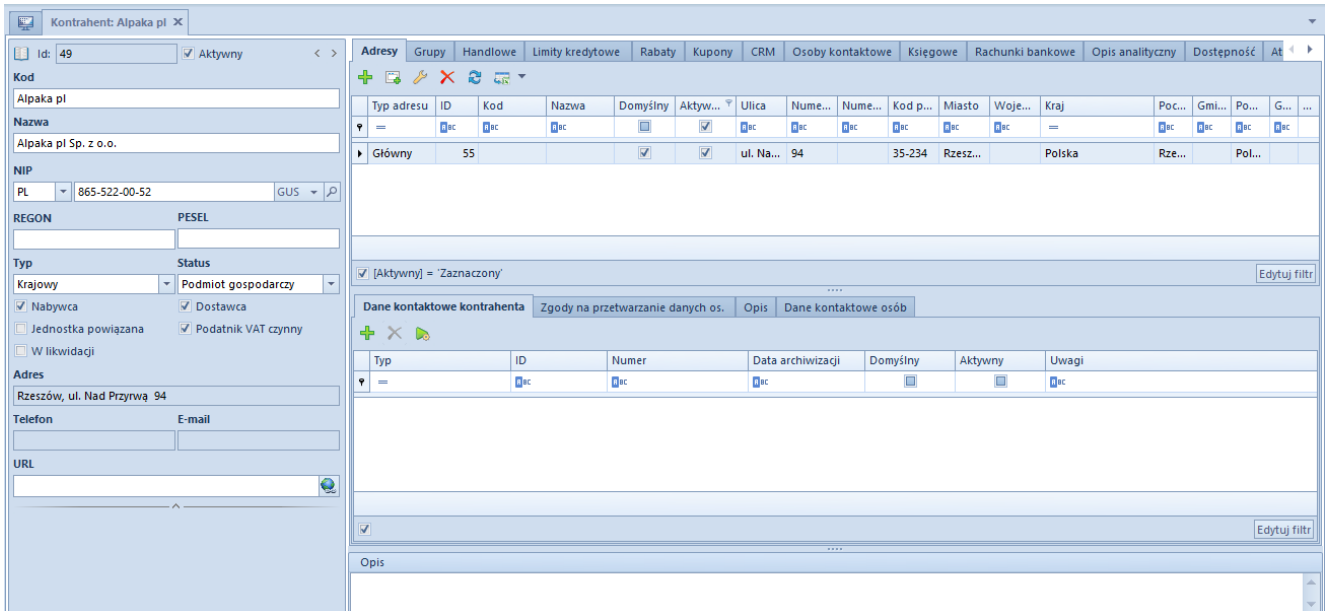 Kontrahent: Alpaka pl
Id: 49 Aktywny
Kod
Alpaka pl
Nazwa
Alpaka pl Sp. z o.o.
NIP
PL 865-522-00-52 GUS
REGON PESEL
Typ Status
Krajowy Podmiot gospodarczy
Nabywca Dostawca
Jednostka powiązana Podatnik VAT czynny
W likwidacji
Adres
Rzeszów, ul. Nad Przyrwą 94
Telefon E-mail
URL
Adresy Grupy Handlowe Limity kredytowe Rabaty Kupony CRM Osoby kontaktowe Księgowe Rachunki bankowe Opis analityczny Dostępność At
Typ adresu ID Kod Nazwa Domyślny Aktyw... Ulica Nume... Nume... Kod p... Miasto Woje... Kraj Poc... Gmi... Po... G... ...
Główny 55 ul. Na... 94 35-234 Rzesz... Polska Rze... Pol...
[Aktywny] = 'Zaznaczony' Edytuj filtr
Dane kontaktowe kontrahenta Zgody na przetwarzanie danych os. Opis Dane kontaktowe osób
Typ ID Numer Data archiwizacji Domyślny Aktywny Uwagi
Edytuj filtr
Opis